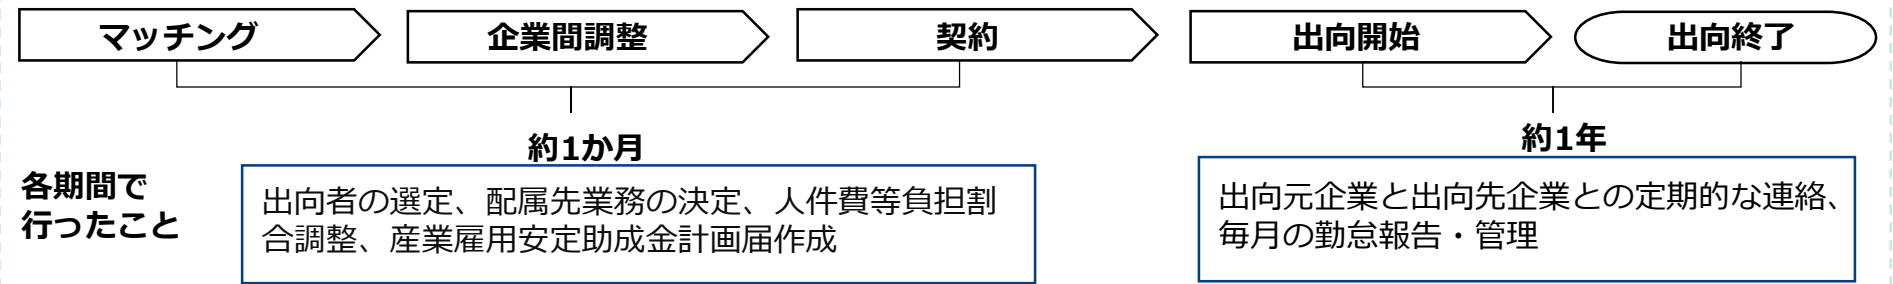 マッチング
企業間調整
契約
出向開始
出向終了
約1か月
約1年
各期間で
行ったこと
出向者の選定、配属先業務の決定、人件費等負担割
合調整、産業雇用安定助成金計画届作成
出向元企業と出向先企業との定期的な連絡、
毎月の勤怠報告・管理